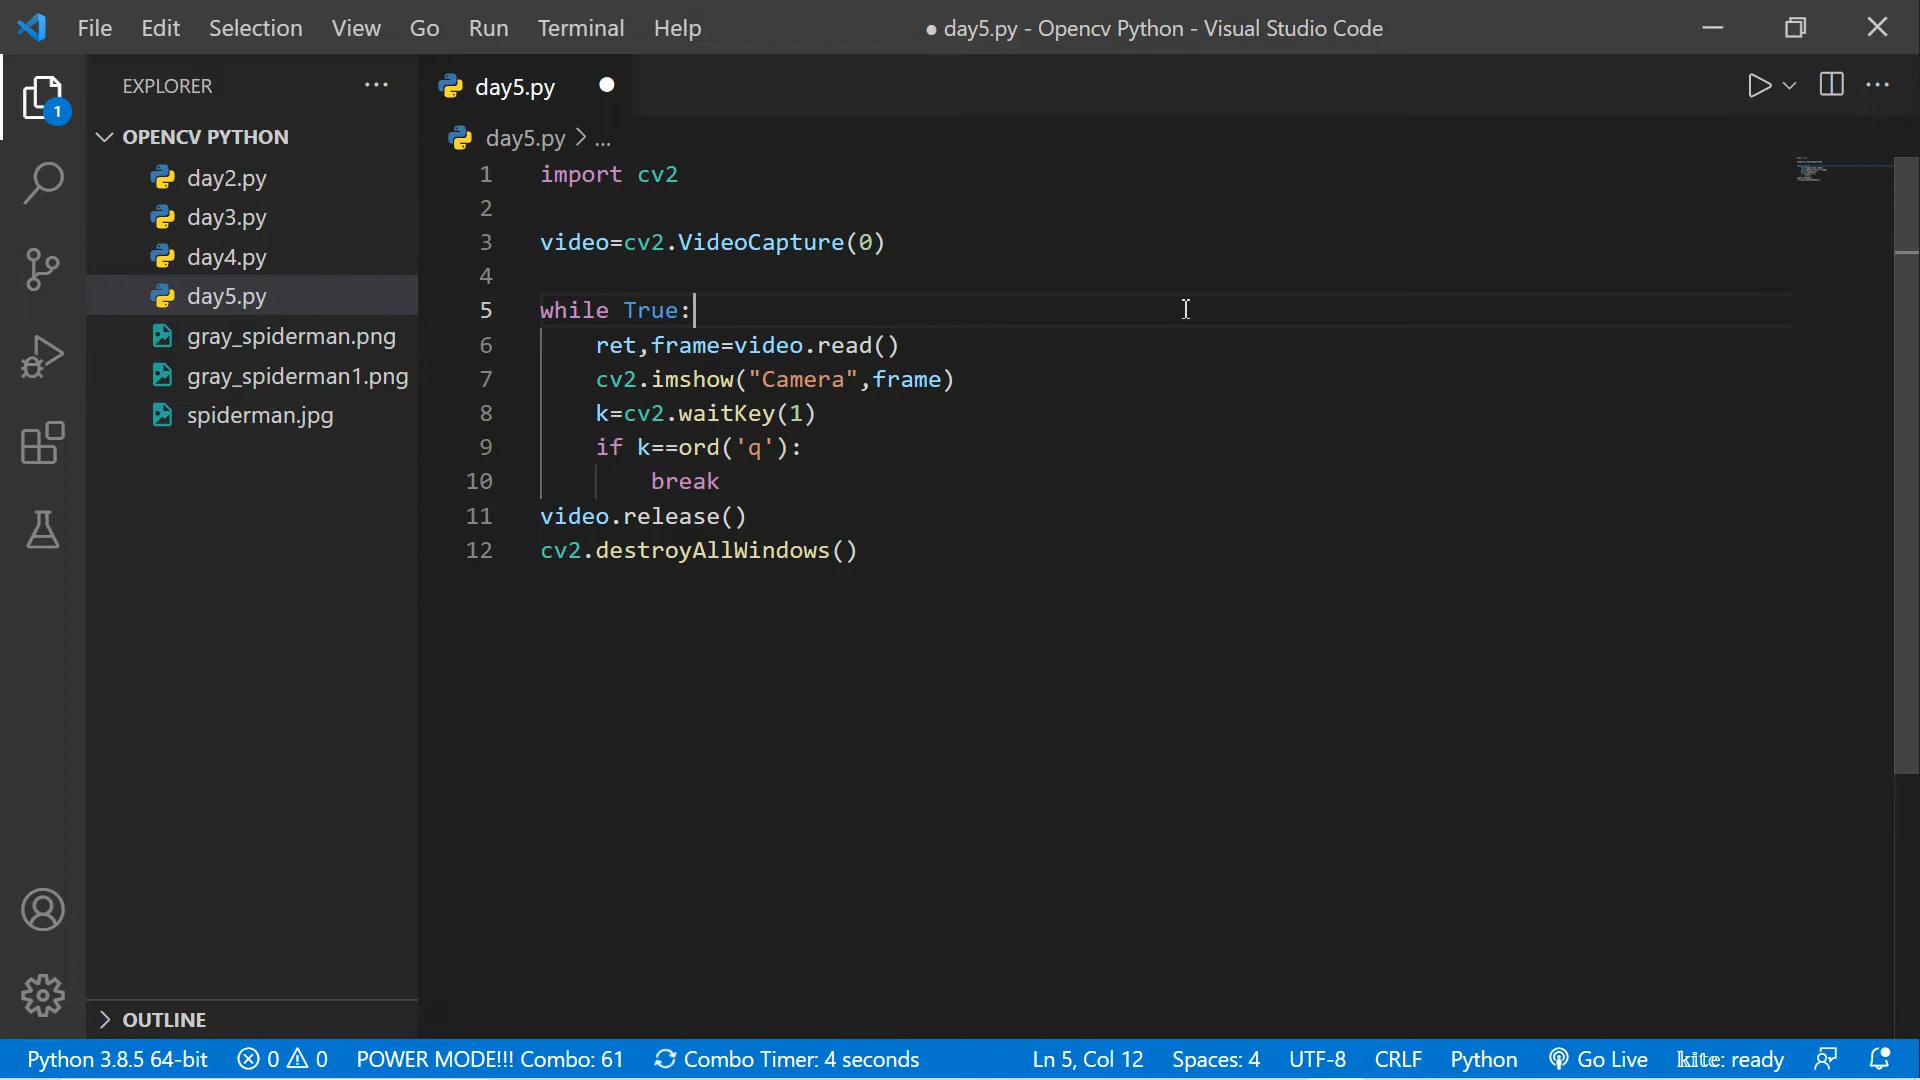 File Edit Selection View Go Run Terminal Help
● day5.py - Opencv Python - Visual Studio Code
EXPLORER
1
OPENCV PYTHON
day2.py
day3.py
day4.py
day5.py
gray_spiderman.png
gray_spiderman1.png
spiderman.jpg
OUTLINE
day5.py
day5.py > ...
1 import cv2
2
3 video=cv2.VideoCapture(0)
4
5 while True:
6     ret,frame=video.read()
7     cv2.imshow("Camera",frame)
8     k=cv2.waitKey(1)
9     if k==ord('q'):
10         break
11 video.release()
12 cv2.destroyAllWindows()
Python 3.8.5 64-bit 0 0 POWER MODE!!! Combo: 61 Combo Timer: 4 seconds Ln 5, Col 12 Spaces: 4 UTF-8 CRLF Python Go Live kite: ready